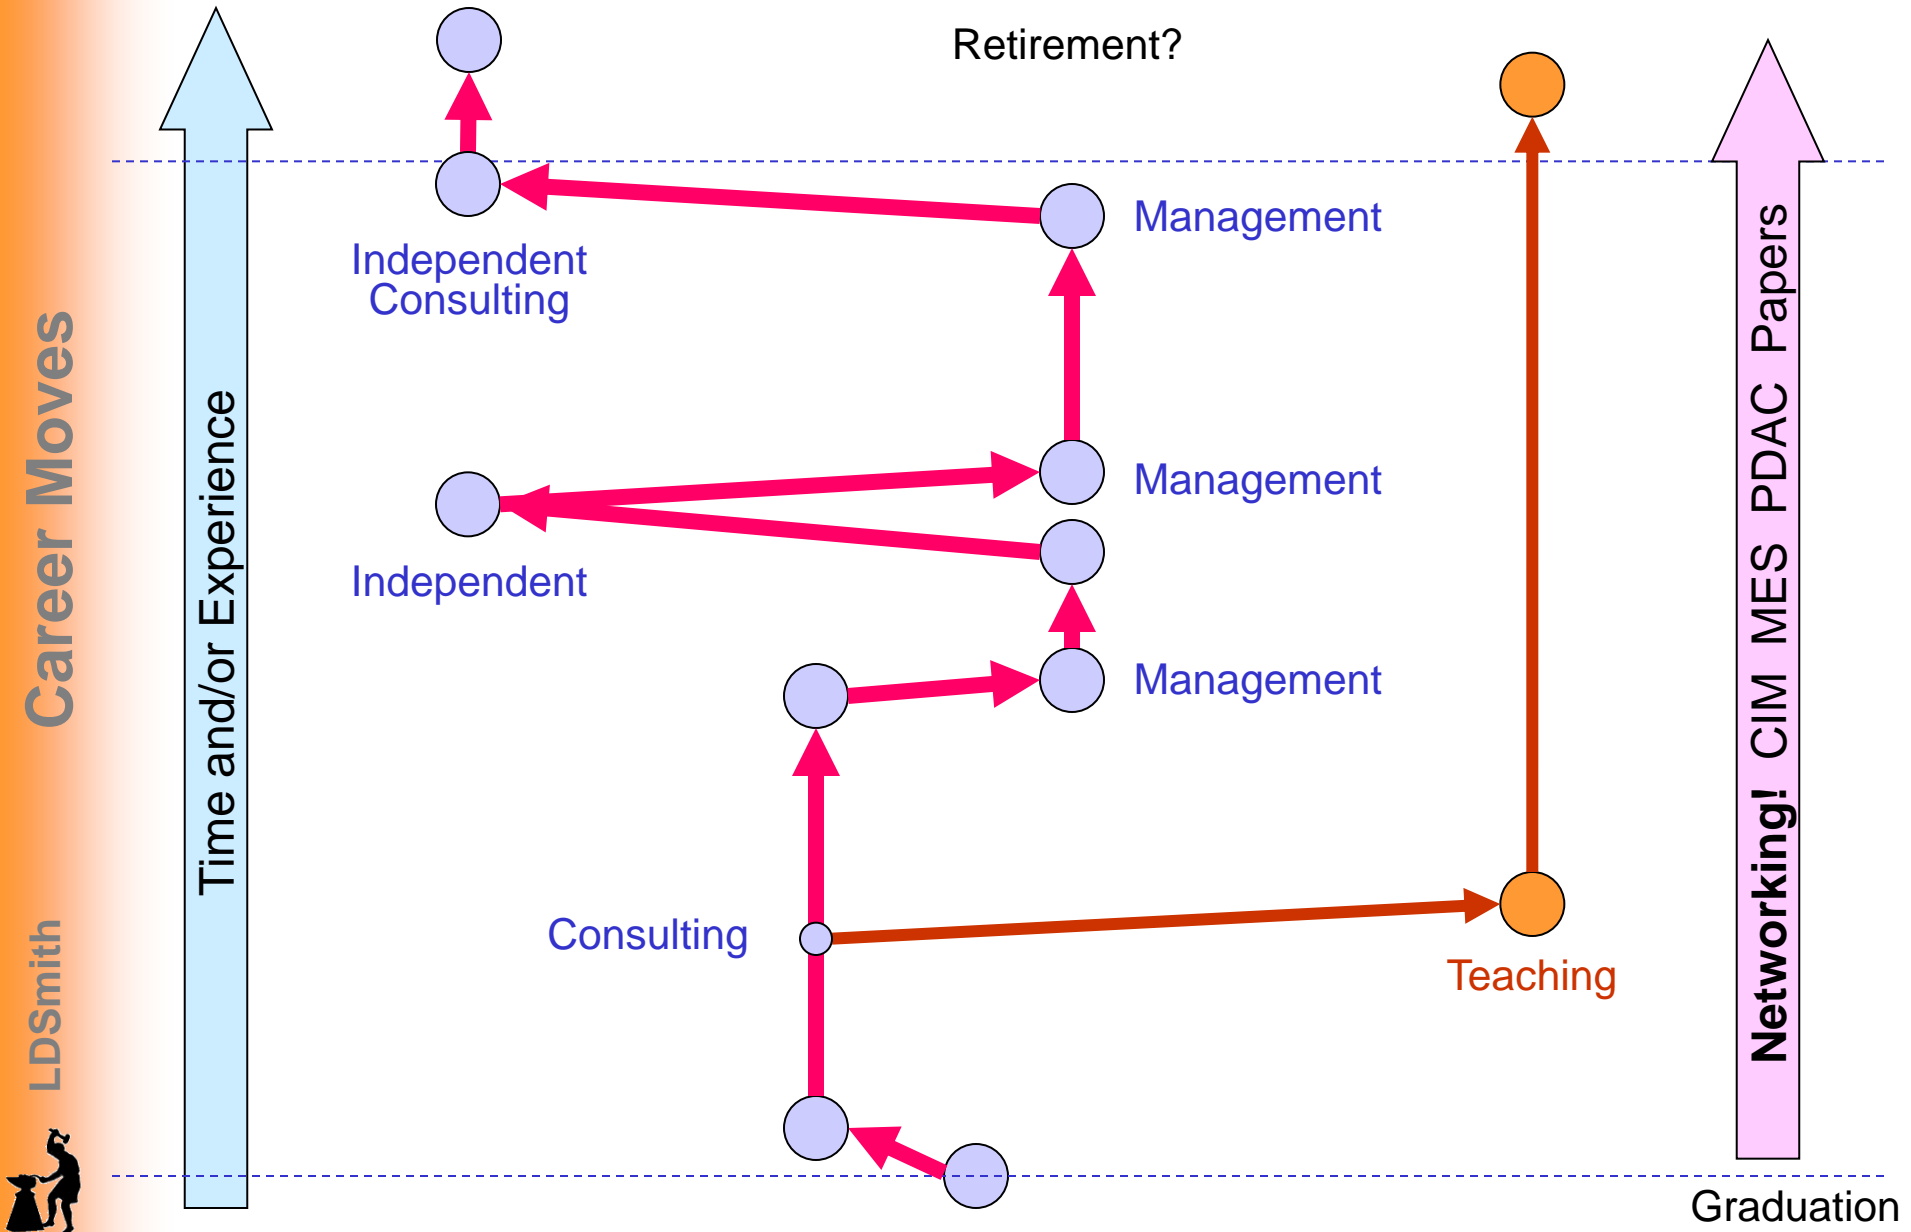 Retirement?
Management
Independent
Consulting
Management
Independent
Management
Consulting
Teaching
Graduation
Time and/or Experience
Networking! CIM MES PDAC Papers
Career Moves
LDSmith